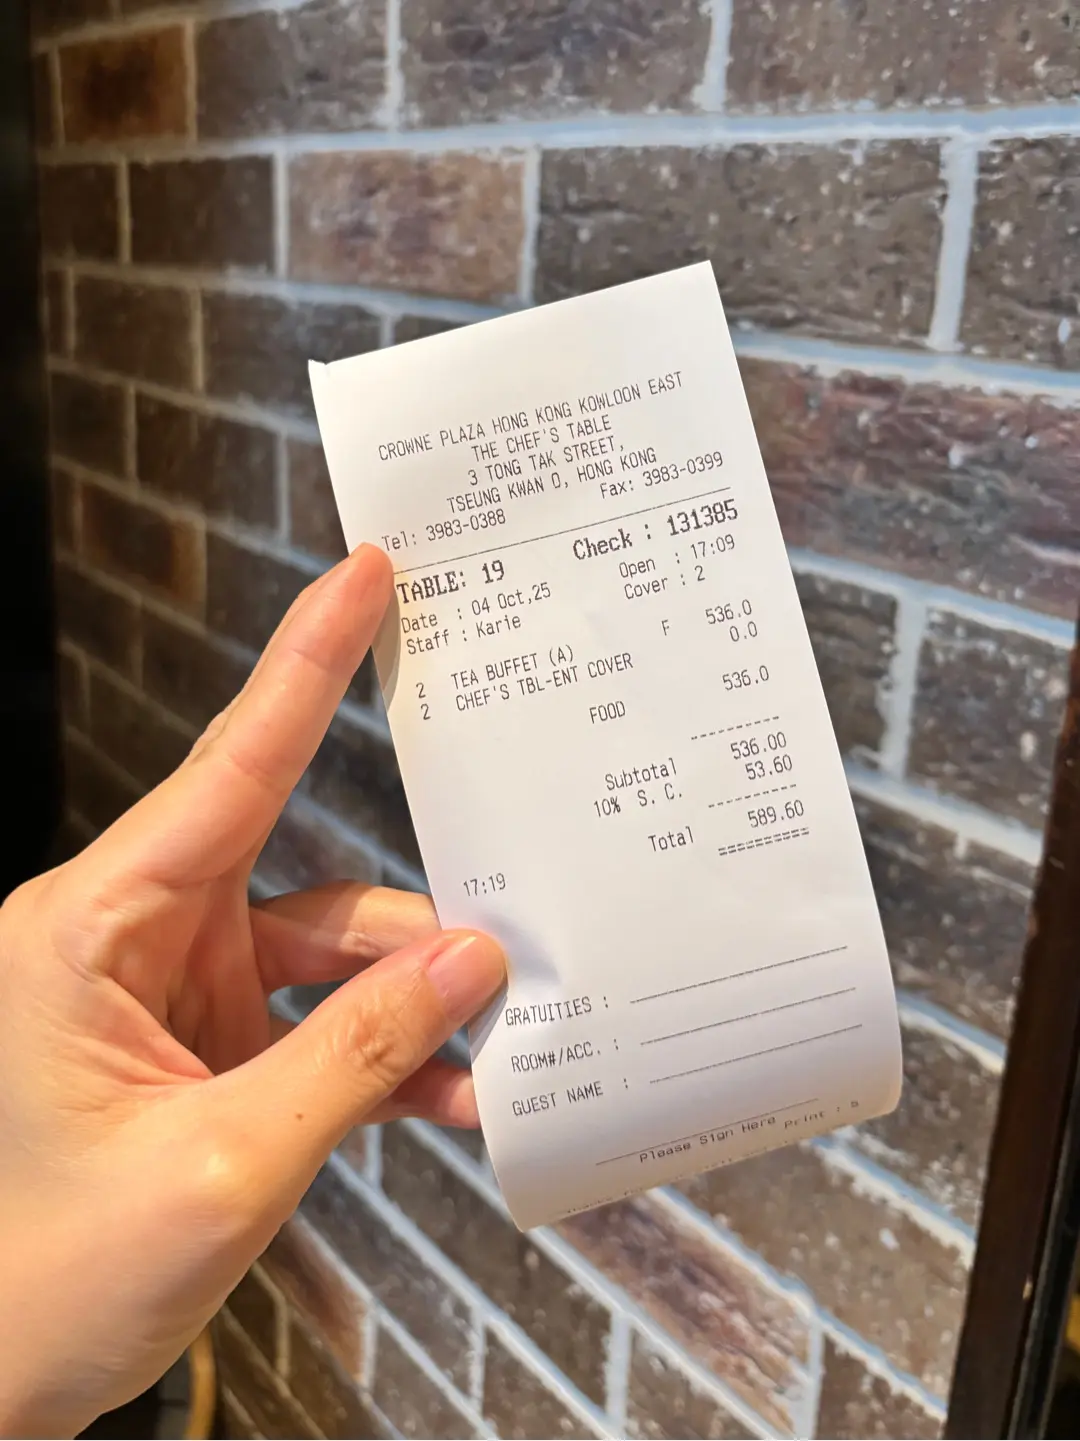 CROWNE PLAZA HONG KONG KOWLOON EAST
THE CHEF'S TABLE
3 TONG TAK STREET,
TSEUNG KWAN O, HONG KONG
Tel: 3983-0388 Fax: 3983-0399
TABLE: 19 Check : 131385
Date : 04 Oct,25 Open : 17:09
Staff : Karie Cover : 2
2 TEA BUFFET (A) F 536.0
2 CHEF'S TBL-ENT COVER 0.0
FOOD 536.0
Subtotal 536.00
10% S. C. 53.60
Total 589.60
17:19
GRATUITIES :
ROOM#/ACC. :
GUEST NAME :
Please Sign Here
Print :